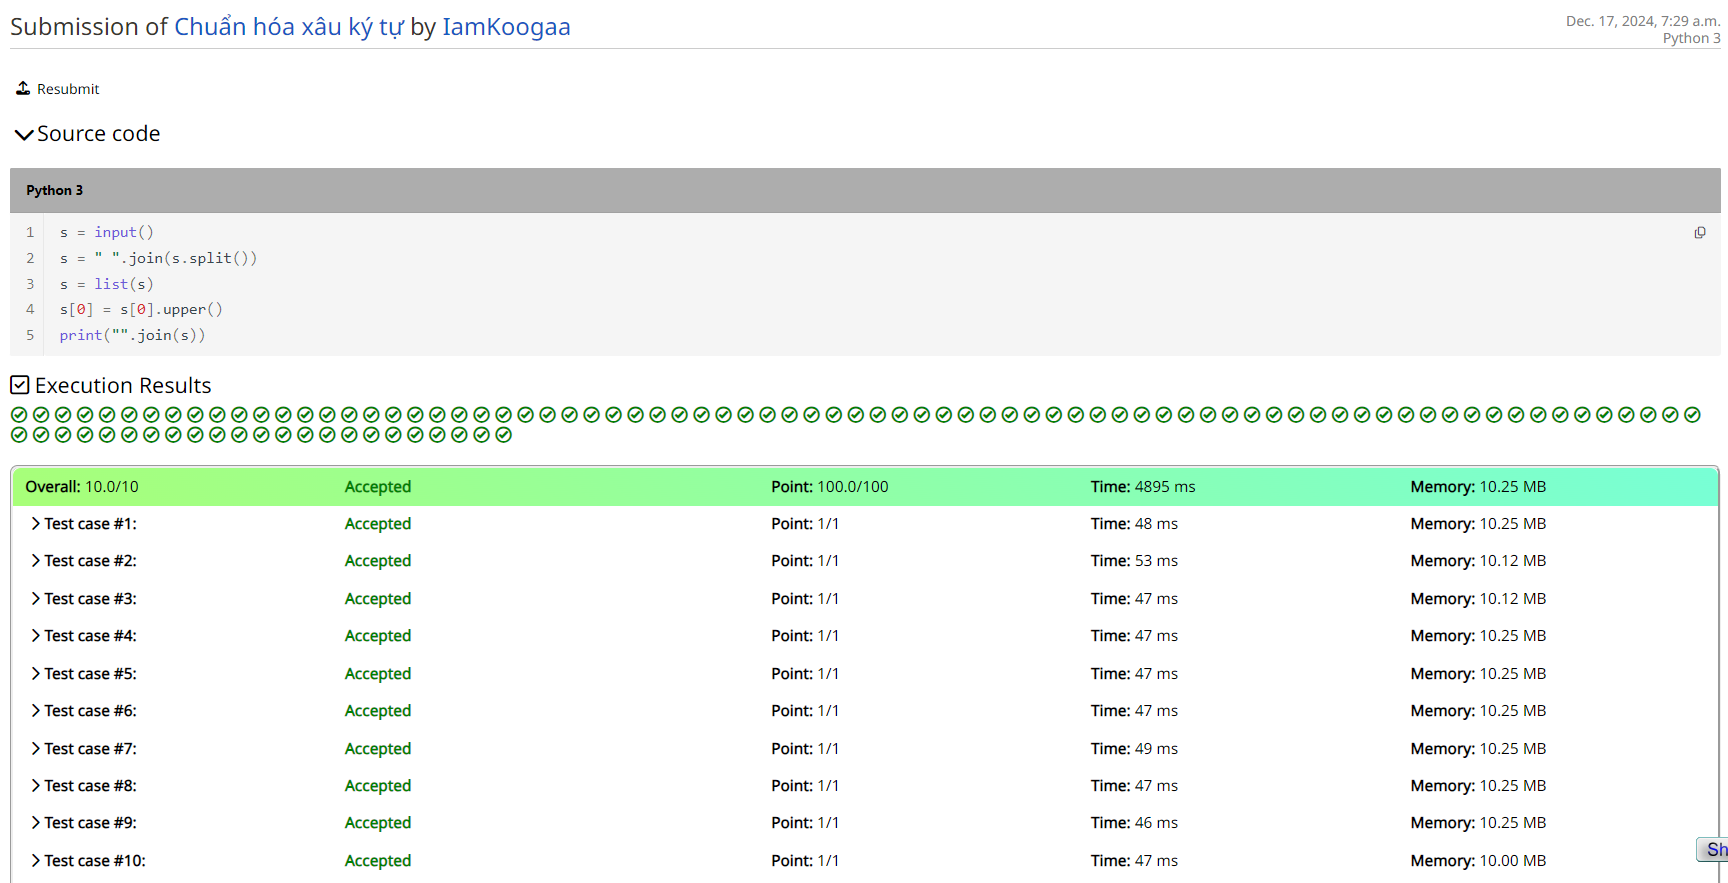 Submission of Chuẩn hóa xâu ký tự by IamKoogaa
Dec. 17, 2024, 7:29 a.m.
Python 3
Resubmit
Source code
Python 3
1 s = input()
2 s = " ".join(s.split())
3 s = list(s)
4 s[0] = s[0].upper()
5 print("".join(s))
Execution Results
Overall: 10.0/10 Accepted Point: 100.0/100 Time: 4895 ms Memory: 10.25 MB
Test case #1: Accepted Point: 1/1 Time: 48 ms Memory: 10.25 MB
Test case #2: Accepted Point: 1/1 Time: 53 ms Memory: 10.12 MB
Test case #3: Accepted Point: 1/1 Time: 47 ms Memory: 10.12 MB
Test case #4: Accepted Point: 1/1 Time: 47 ms Memory: 10.25 MB
Test case #5: Accepted Point: 1/1 Time: 47 ms Memory: 10.25 MB
Test case #6: Accepted Point: 1/1 Time: 47 ms Memory: 10.25 MB
Test case #7: Accepted Point: 1/1 Time: 49 ms Memory: 10.25 MB
Test case #8: Accepted Point: 1/1 Time: 47 ms Memory: 10.25 MB
Test case #9: Accepted Point: 1/1 Time: 46 ms Memory: 10.25 MB
Test case #10: Accepted Point: 1/1 Time: 47 ms Memory: 10.00 MB